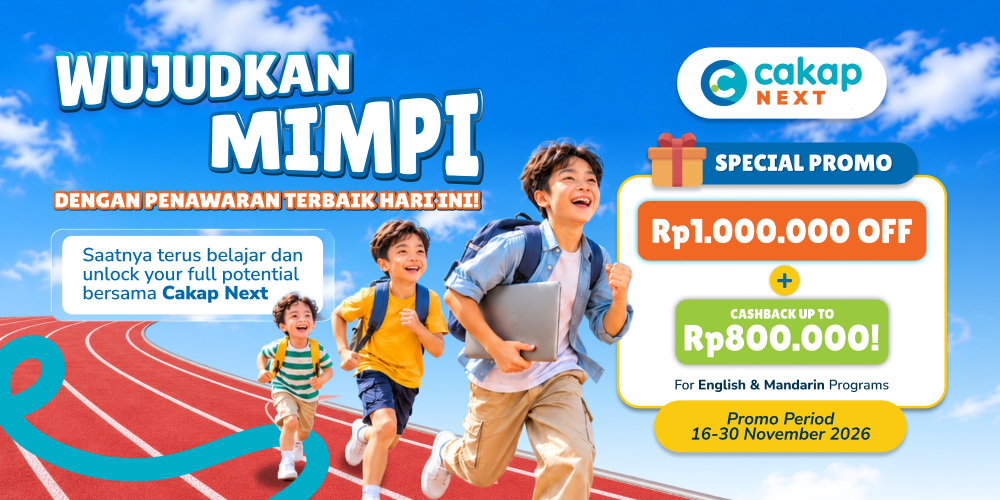 WUJUDKAN
MIMPI
DENGAN PENAWARAN TERBAIK HARI INI!
Saatnya terus belajar dan
unlock your full potential
bersama Cakap Next
cakap
NEXT
SPECIAL PROMO
Rp1.000.000 OFF
+
CASHBACK UP TO
Rp800.000!
For English & Mandarin Programs
Promo Period
16-30 November 2026